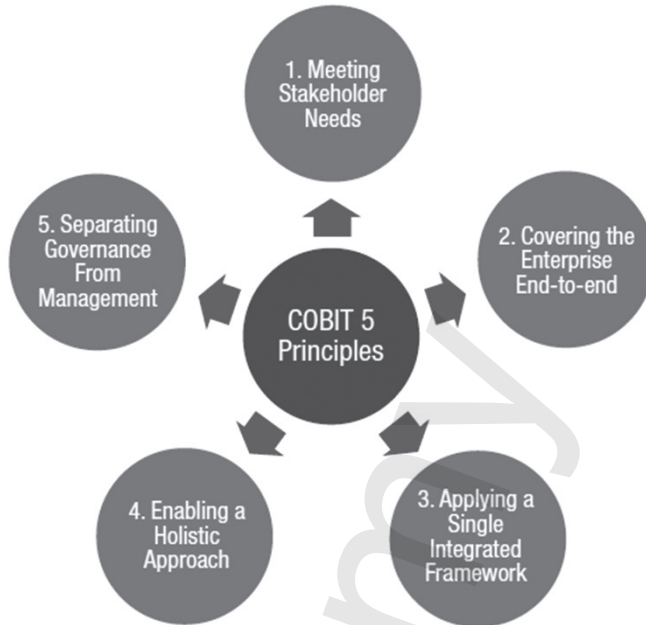 1. Meeting
Stakeholder
Needs
2. Covering the
Enterprise
End-to-end
3. Applying a
Single
Integrated
Framework
4. Enabling a
Holistic
Approach
5. Separating
Governance
From
Management
COBIT 5
Principles
my